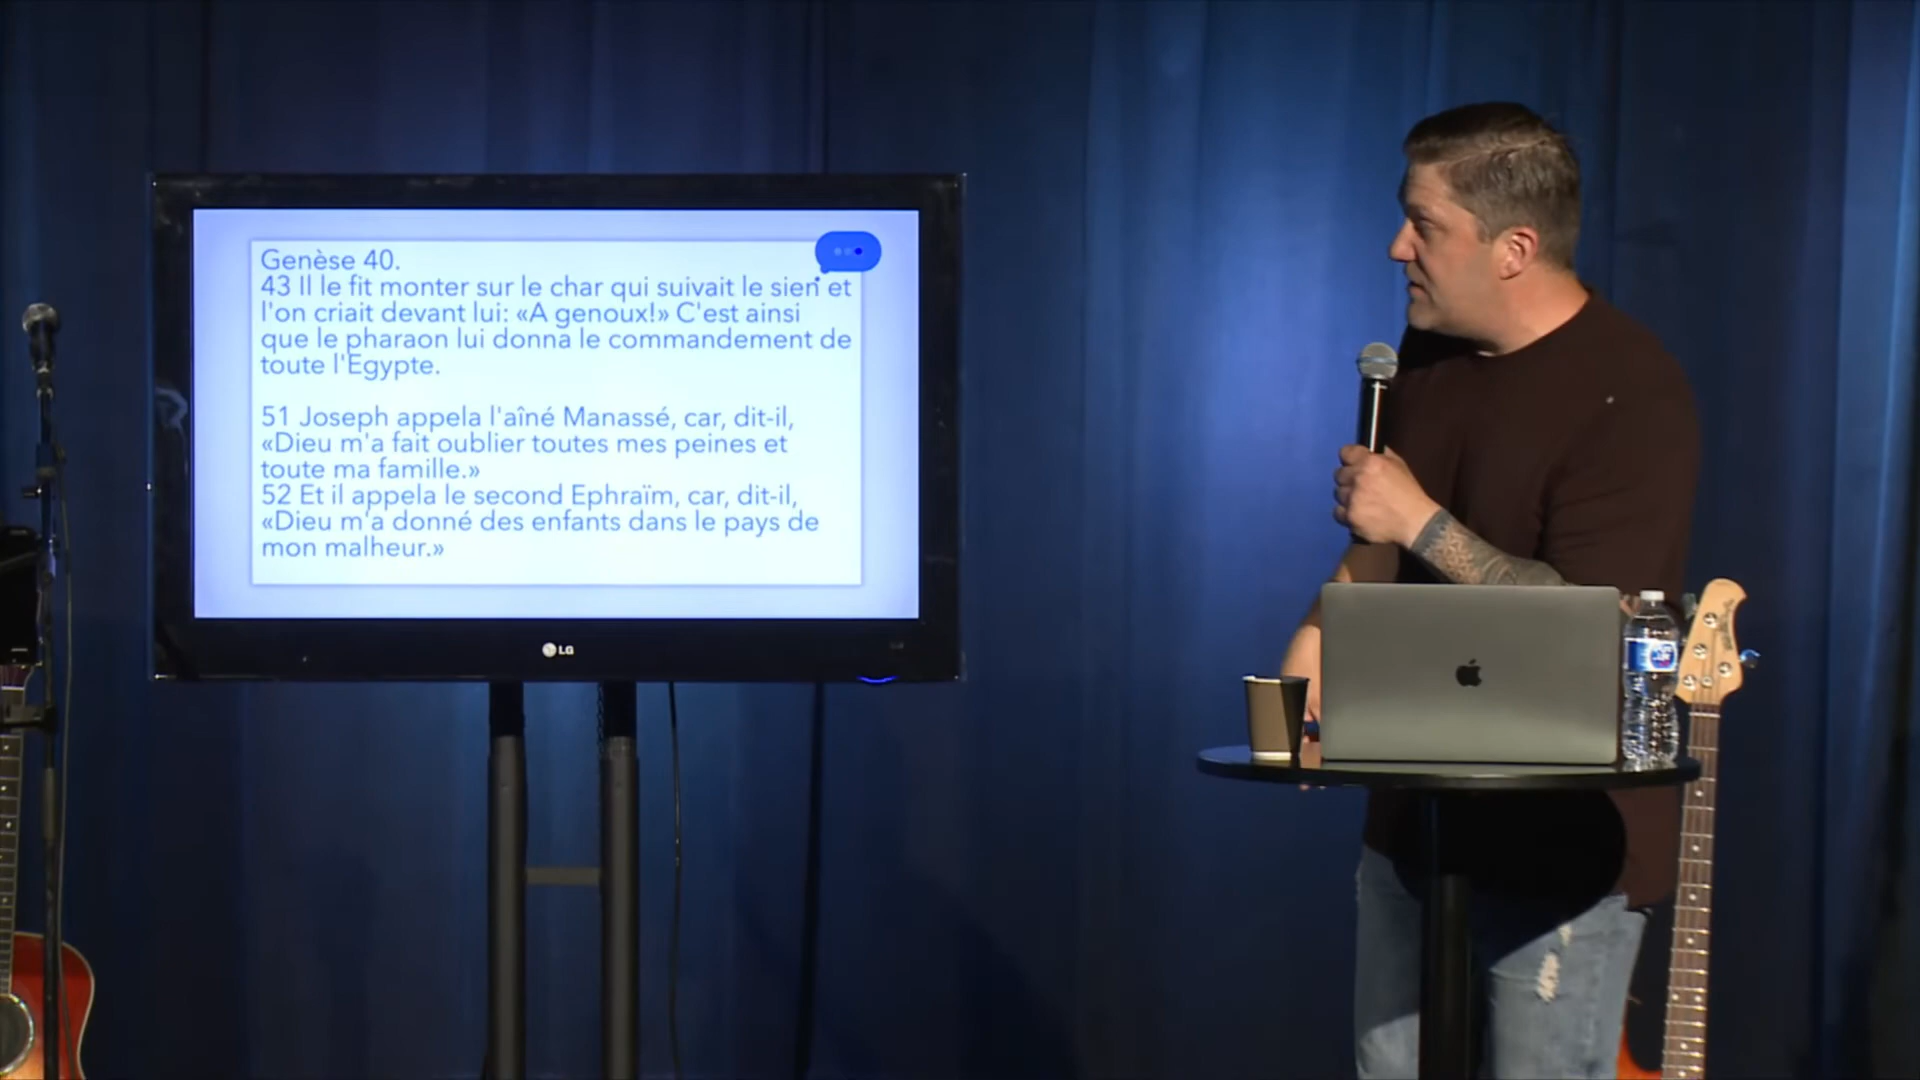 Genèse 40.
43 Il le fit monter sur le char qui suivait le sien et
l'on criait devant lui: «A genoux!» C'est ainsi
que le pharaon lui donna le commandement de
toute l'Egypte.
51 Joseph appela l'aîné Manassé, car, dit-il,
«Dieu m'a fait oublier toutes mes peines et
toute ma famille.»
52 Et il appela le second Ephraïm, car, dit-il,
«Dieu m'a donné des enfants dans le pays de
mon malheur.»
LG